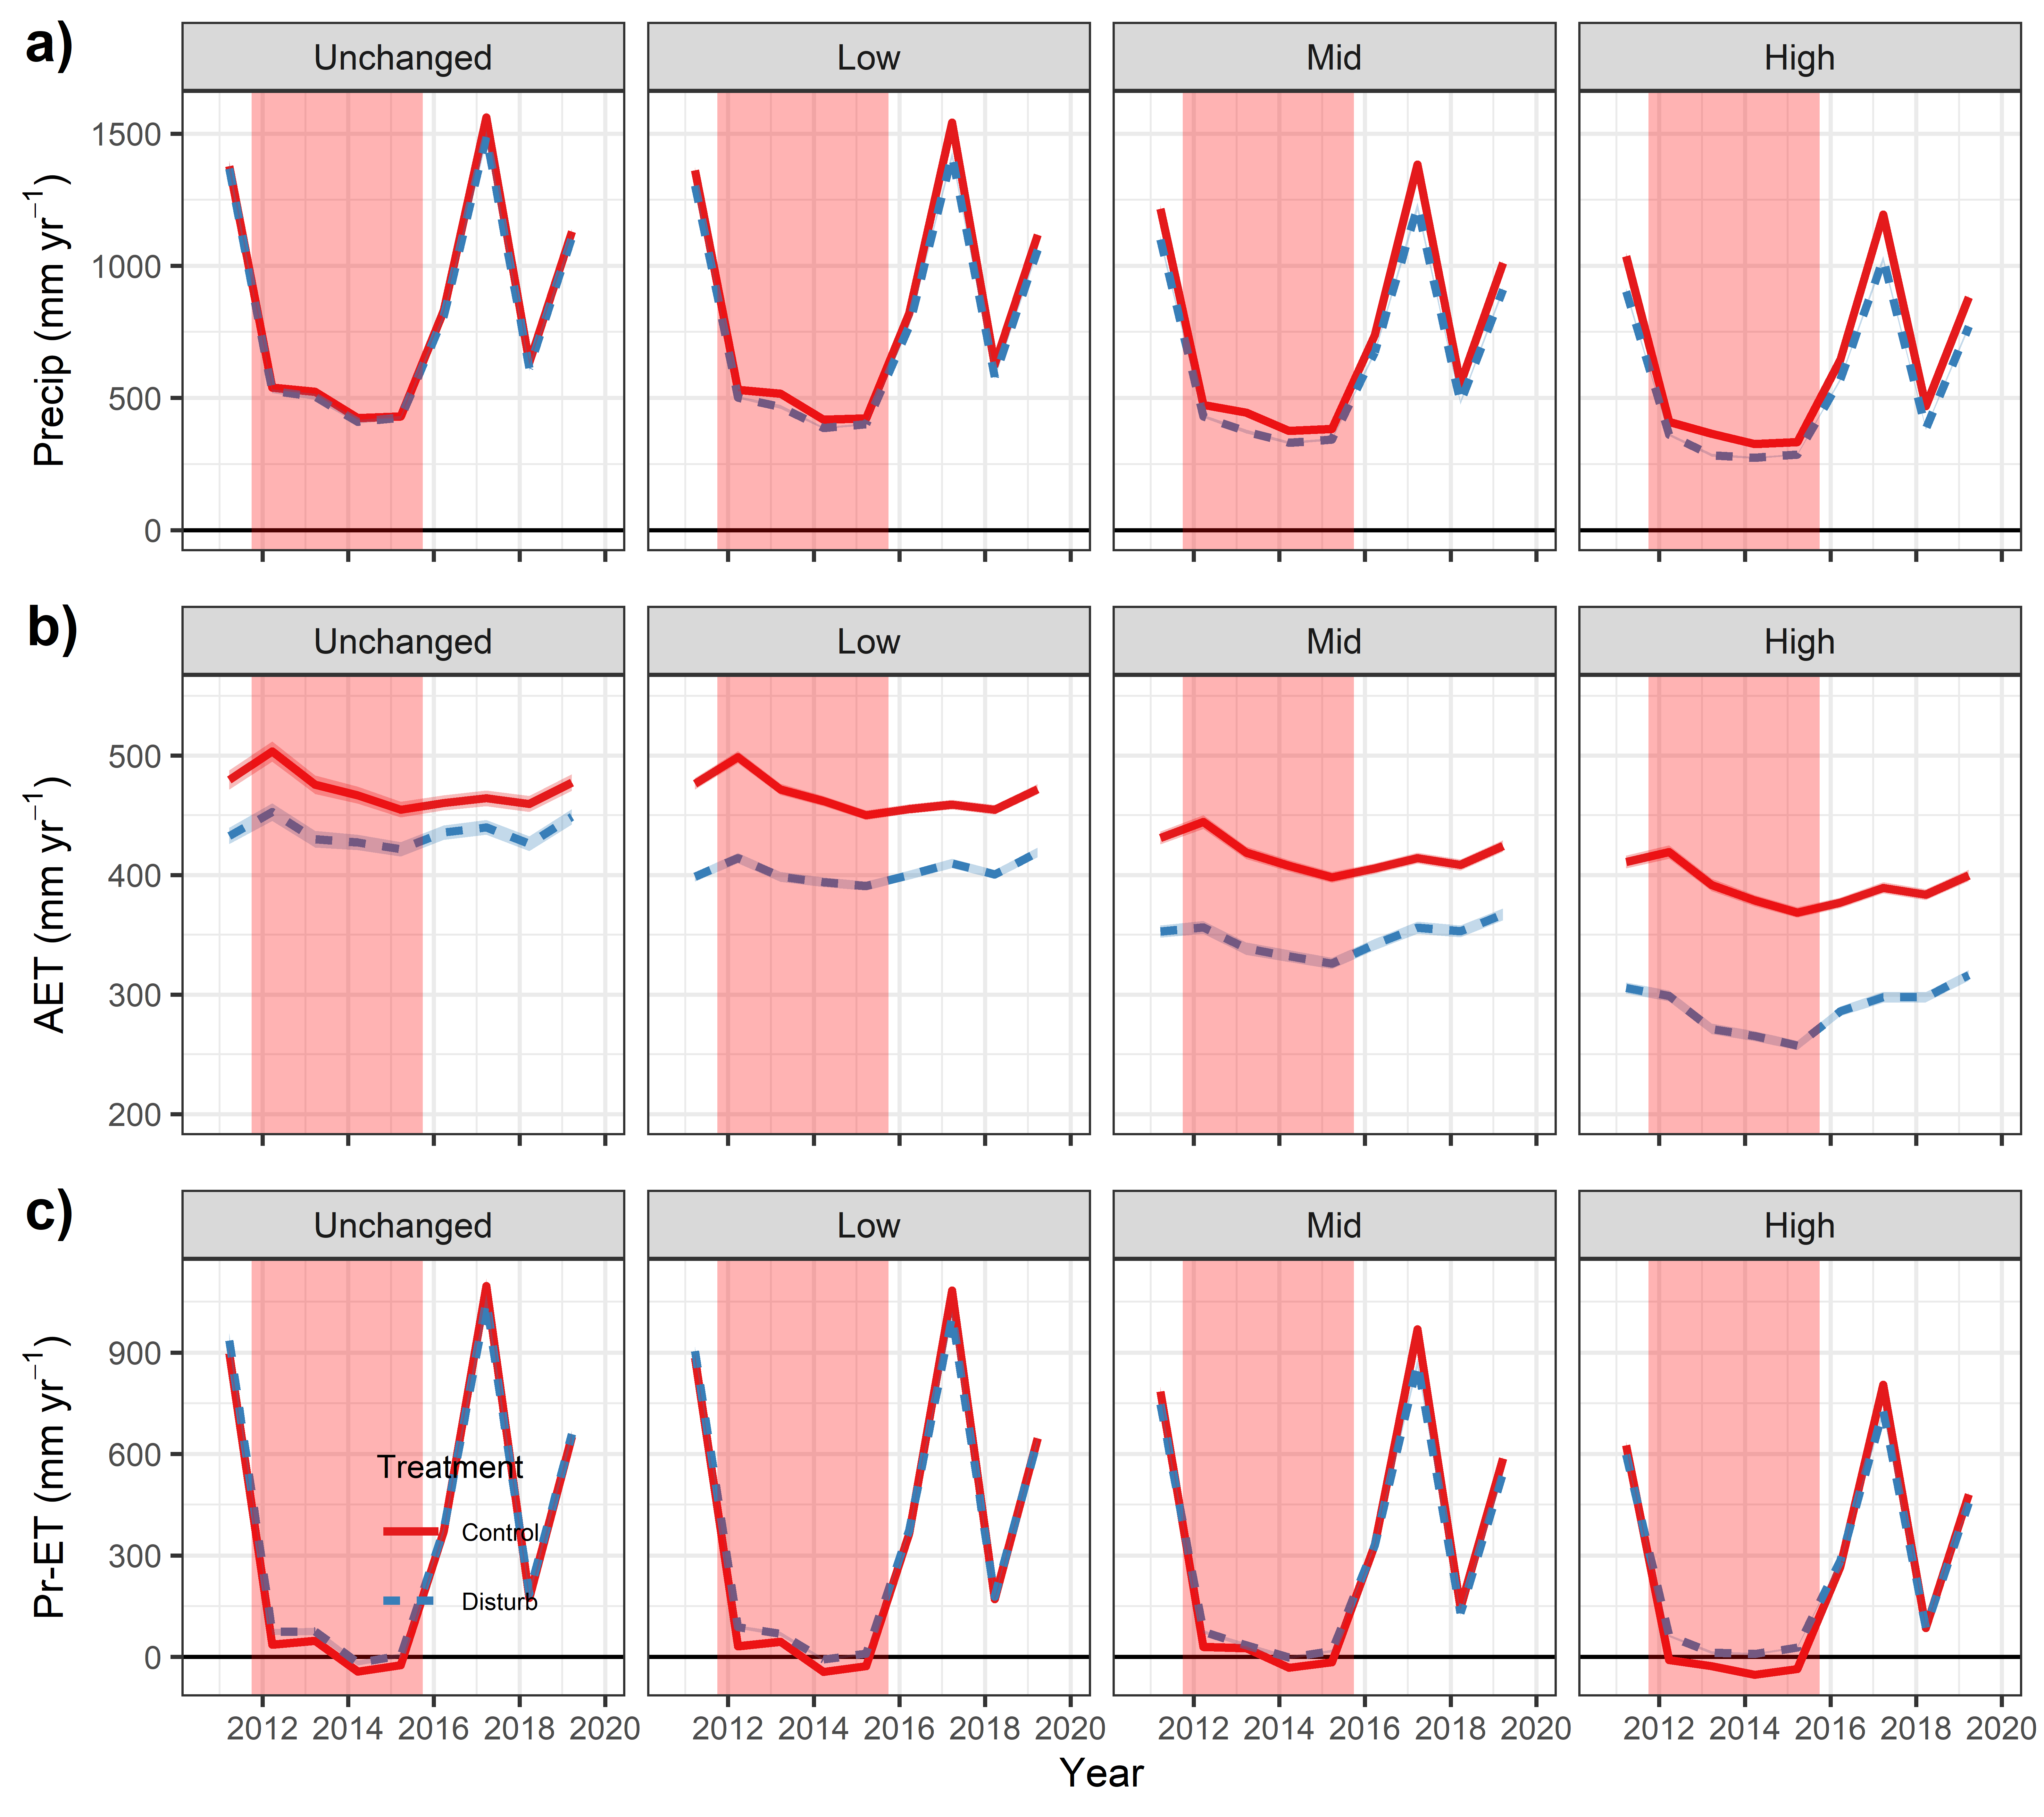 a)
Unchanged Low Mid High
Precip (mm yr⁻¹)
1500
1000
500
0
b)
Unchanged Low Mid High
AET (mm yr⁻¹)
500
400
300
200
c)
Unchanged Low Mid High
Pr-ET (mm yr⁻¹)
900
600
300
0
Treatment
Control
Disturb
2012 2014 2016 2018 2020 2012 2014 2016 2018 2020 2012 2014 2016 2018 2020 2012 2014 2016 2018 2020
Year